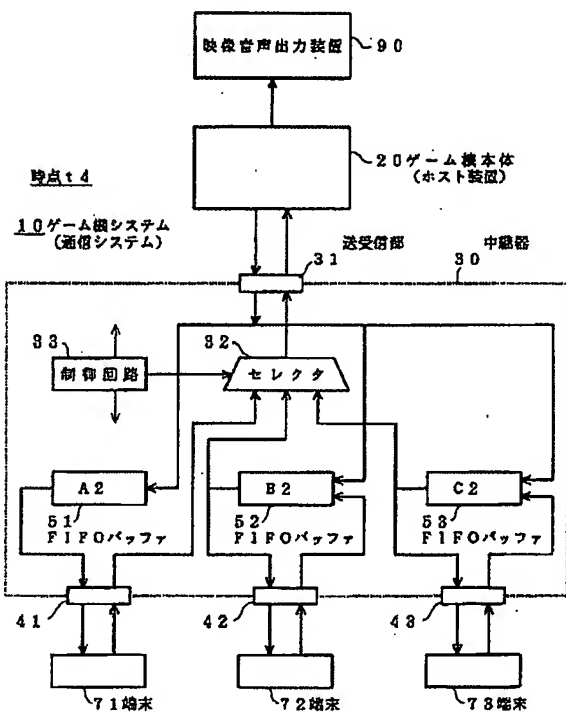 映像音声出力装置
90
20ゲーム機本体
(ホスト装置)
時点t4
10ゲーム機システム
(通信システム)
送受信部
中継器
31
30
33
制御回路
32
セレクタ
A2
B2
C2
51
FIFOバッファ
52
FIFOバッファ
53
FIFOバッファ
41
42
43
71端末
72端末
73端末